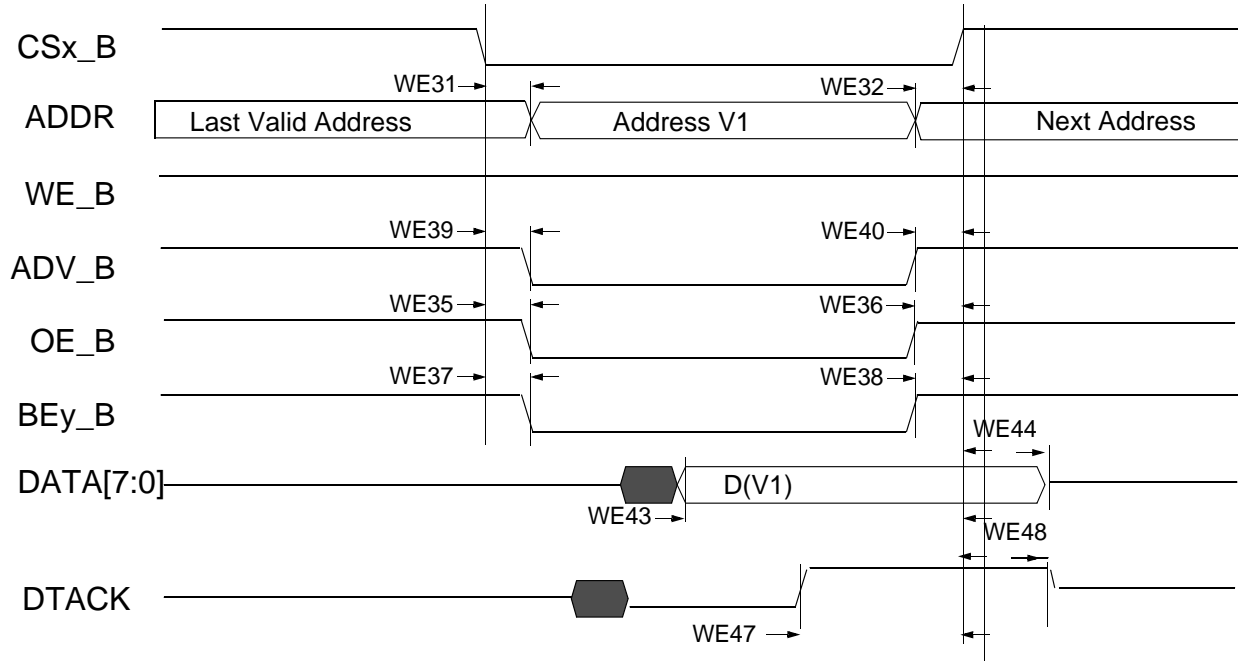 CSx_B
WE31
WE32
ADDR
Last Valid Address
Address V1
Next Address
WE_B
WE39
WE40
ADV_B
WE35
WE36
OE_B
WE37
WE38
BEy_B
WE44
DATA[7:0]
D(V1)
WE43
WE48
DTACK
WE47